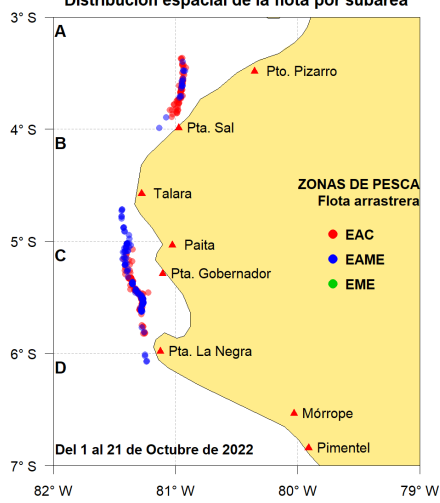 Distribución espacial de la flota por subárea
3° S
A
Pto. Pizarro
4° S
Pta. Sal
B
Talara
ZONAS DE PESCA
Flota arrastrera
EAC
5° S
Paita
C
EAME
Pta. Gobernador
EME
6° S
Pta. La Negra
D
Mórrope
Del 1 al 21 de Octubre de 2022
Pimentel
7° S
82° W
81° W
80° W
79° W